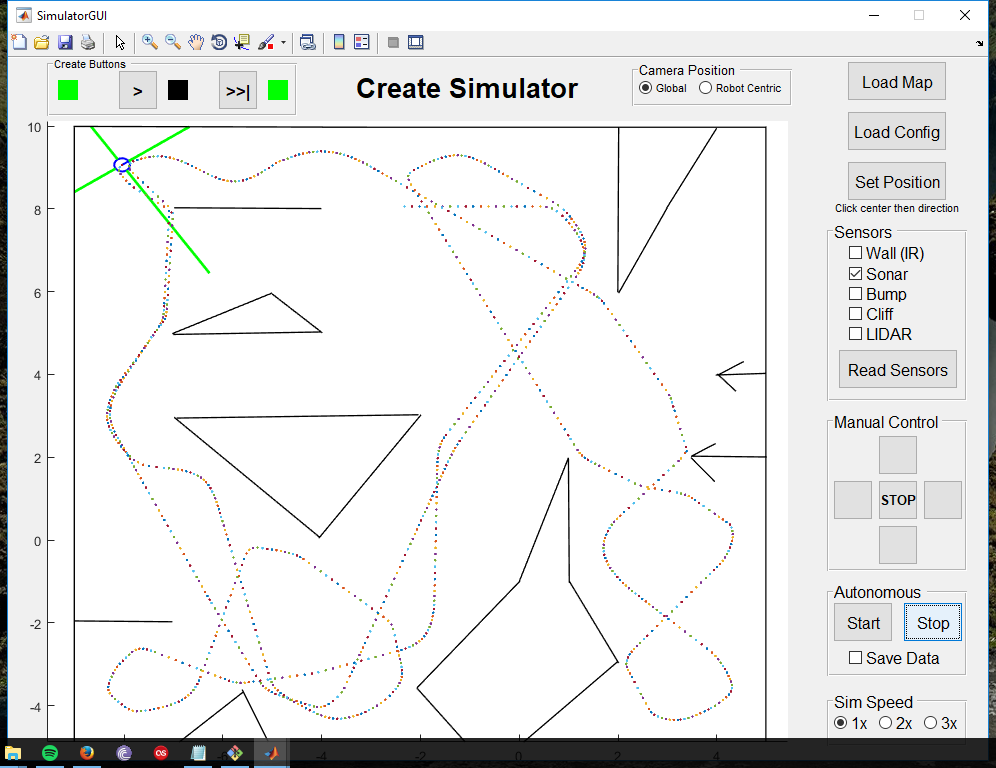 SimulatorGUI
Create Buttons
>
>>|
Create Simulator
Camera Position
Global
Robot Centric
Load Map
Load Config
Set Position
Click center then direction
Sensors
Wall (IR)
Sonar
Bump
Cliff
LIDAR
Read Sensors
Manual Control
STOP
Autonomous
Start
Stop
Save Data
Sim Speed
1x
2x
3x
10
8
6
4
2
0
-2
-4
-4
-2
0
2
4